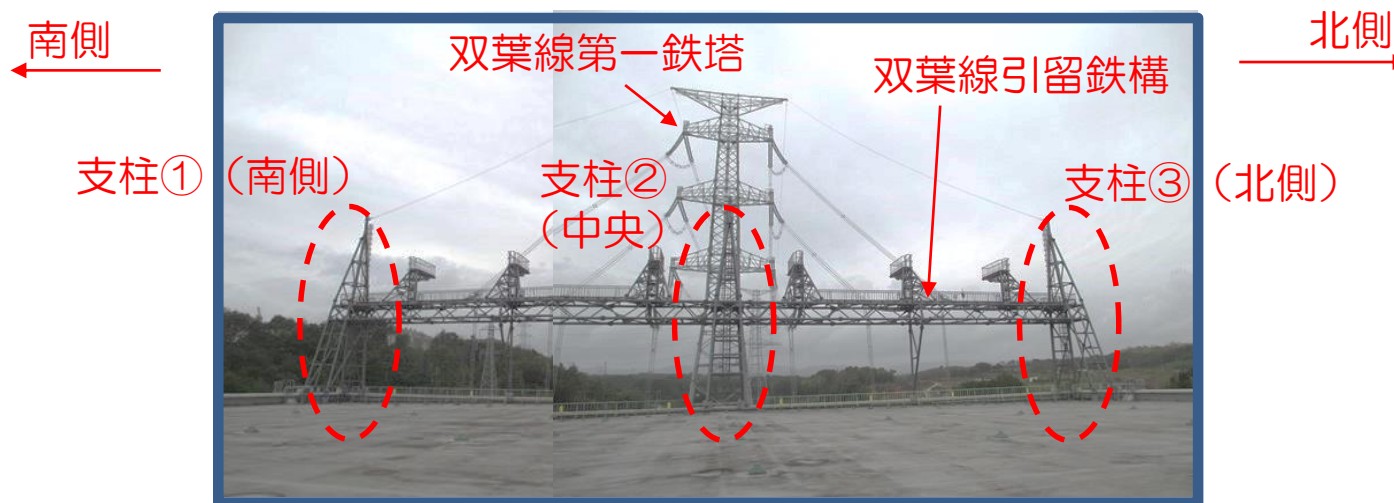 南側
北側
双葉線第一鉄塔
双葉線引留鉄構
支柱①（南側）
支柱②
（中央）
支柱③（北側）